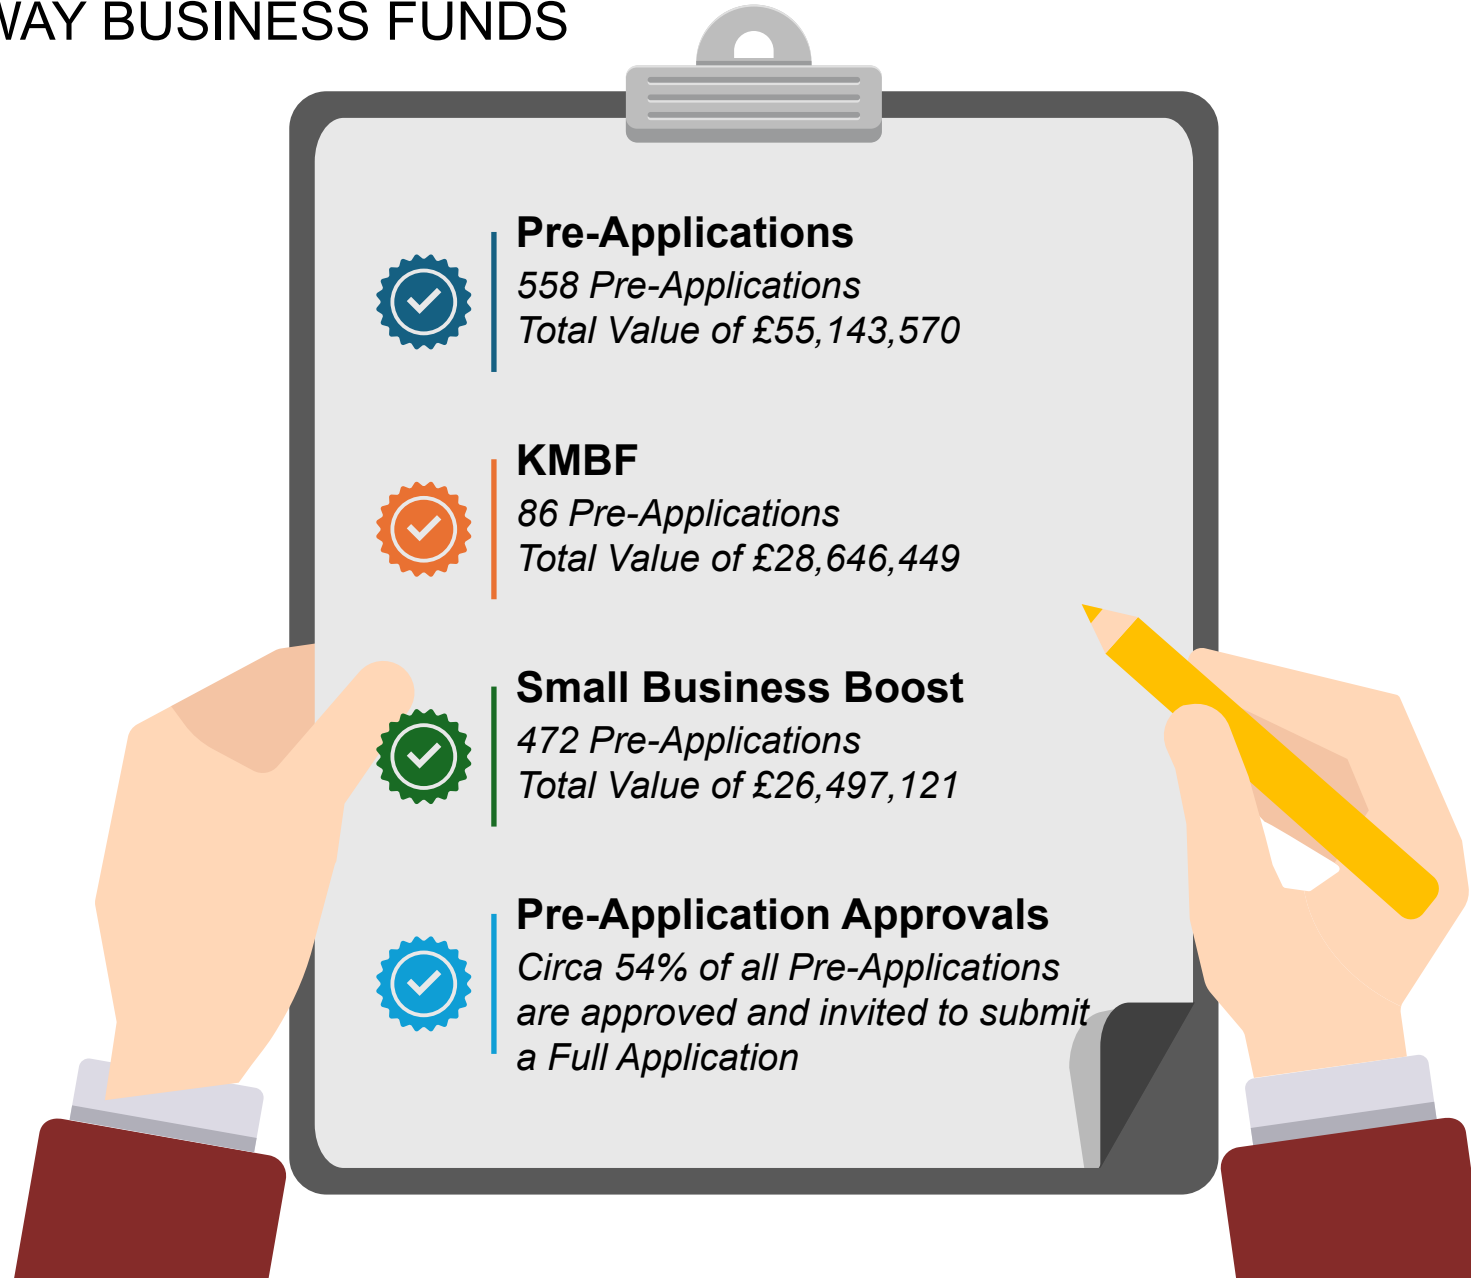 WAY BUSINESS FUNDS
Pre-Applications
558 Pre-Applications
Total Value of £55,143,570
KMBF
86 Pre-Applications
Total Value of £28,646,449
Small Business Boost
472 Pre-Applications
Total Value of £26,497,121
Pre-Application Approvals
Circa 54% of all Pre-Applications
are approved and invited to submit
a Full Application